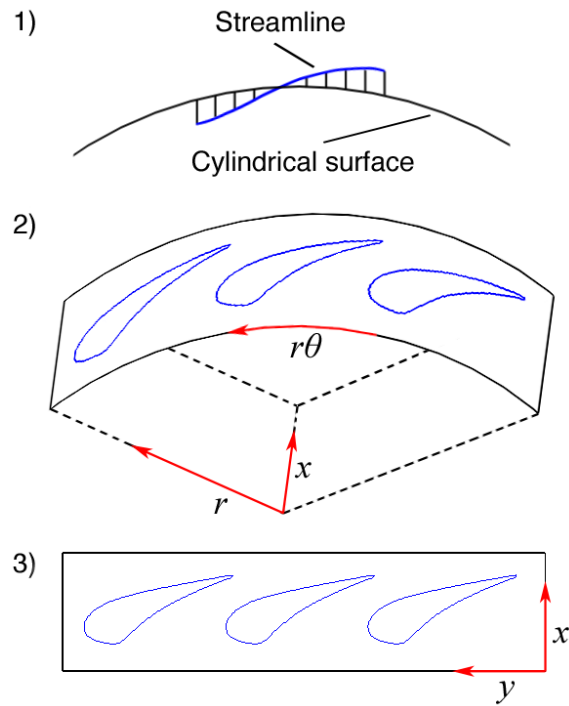 1)
Streamline
Cylindrical surface
2)
rθ
x
r
3)
x
y